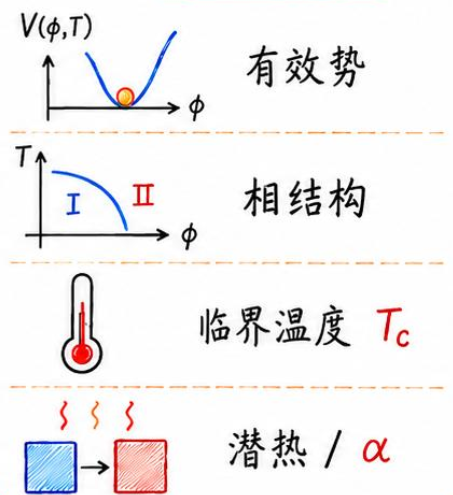 V(ϕ,T)
有效势
ϕ
T
I II
相结构
ϕ
临界温度 Tc
潜热 / α